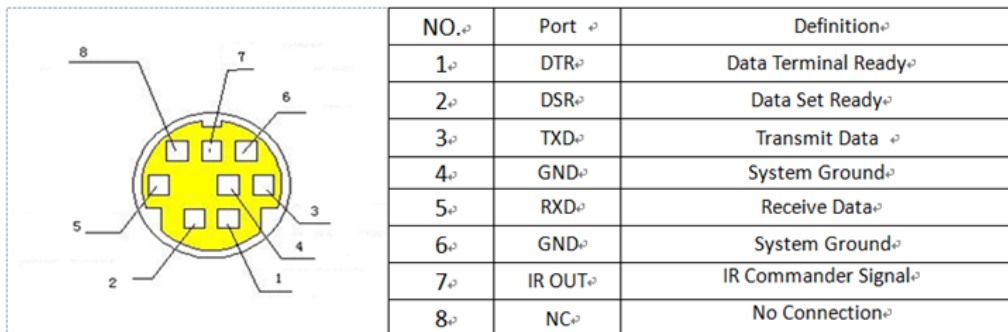 8
7
6
5
3
4
2
1
NO. Port Definition
1 DTR Data Terminal Ready
2 DSR Data Set Ready
3 TXD Transmit Data
4 GND System Ground
5 RXD Receive Data
6 GND System Ground
7 IR OUT IR Commander Signal
8 NC No Connection